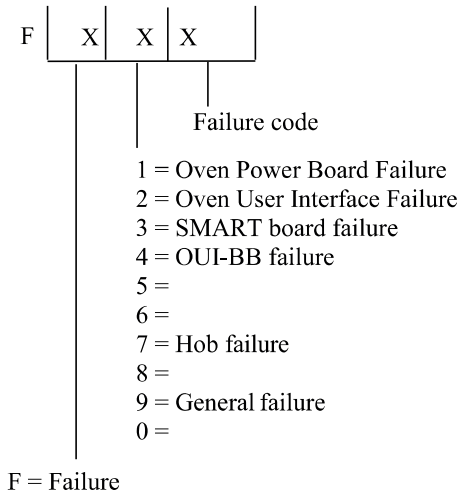 F X X X
Failure code
1 = Oven Power Board Failure
2 = Oven User Interface Failure
3 = SMART board failure
4 = OUI-BB failure
5 =
6 =
7 = Hob failure
8 =
9 = General failure
0 =
F = Failure